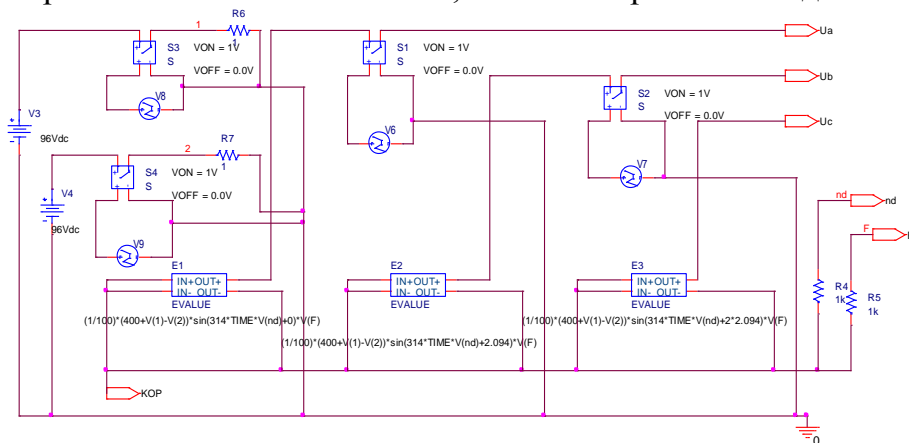 1
R6
1
S3
S
VON = 1V
VOFF = 0.0V
V8
V3
96Vdc
S1
S
VON = 1V
VOFF = 0.0V
V6
Ua
Ub
Uc
S2
S
VON = 1V
VOFF = 0.0V
V7
2
R7
1
S4
S
VON = 1V
VOFF = 0.0V
V9
V4
96Vdc
nd
F
R4
1k
R5
1k
E1
IN+OUT+
IN- OUT-
EVALUE
(1/100)*(400+V(1)-V(2))*sin(314*TIME*V(nd)+0)*V(F)
E2
IN+OUT+
IN- OUT-
EVALUE
(1/100)*(400+V(1)-V(2))*sin(314*TIME*V(nd)+2.094)*V(F)
E3
IN+OUT+
IN- OUT-
EVALUE
(1/100)*(400+V(1)-V(2))*sin(314*TIME*V(nd)+2*2.094)*V(F)
KOP
0